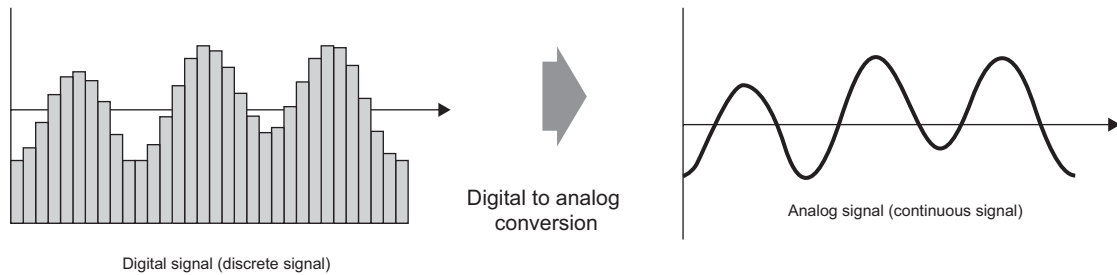 Digital to analog
conversion
Analog signal (continuous signal)
Digital signal (discrete signal)